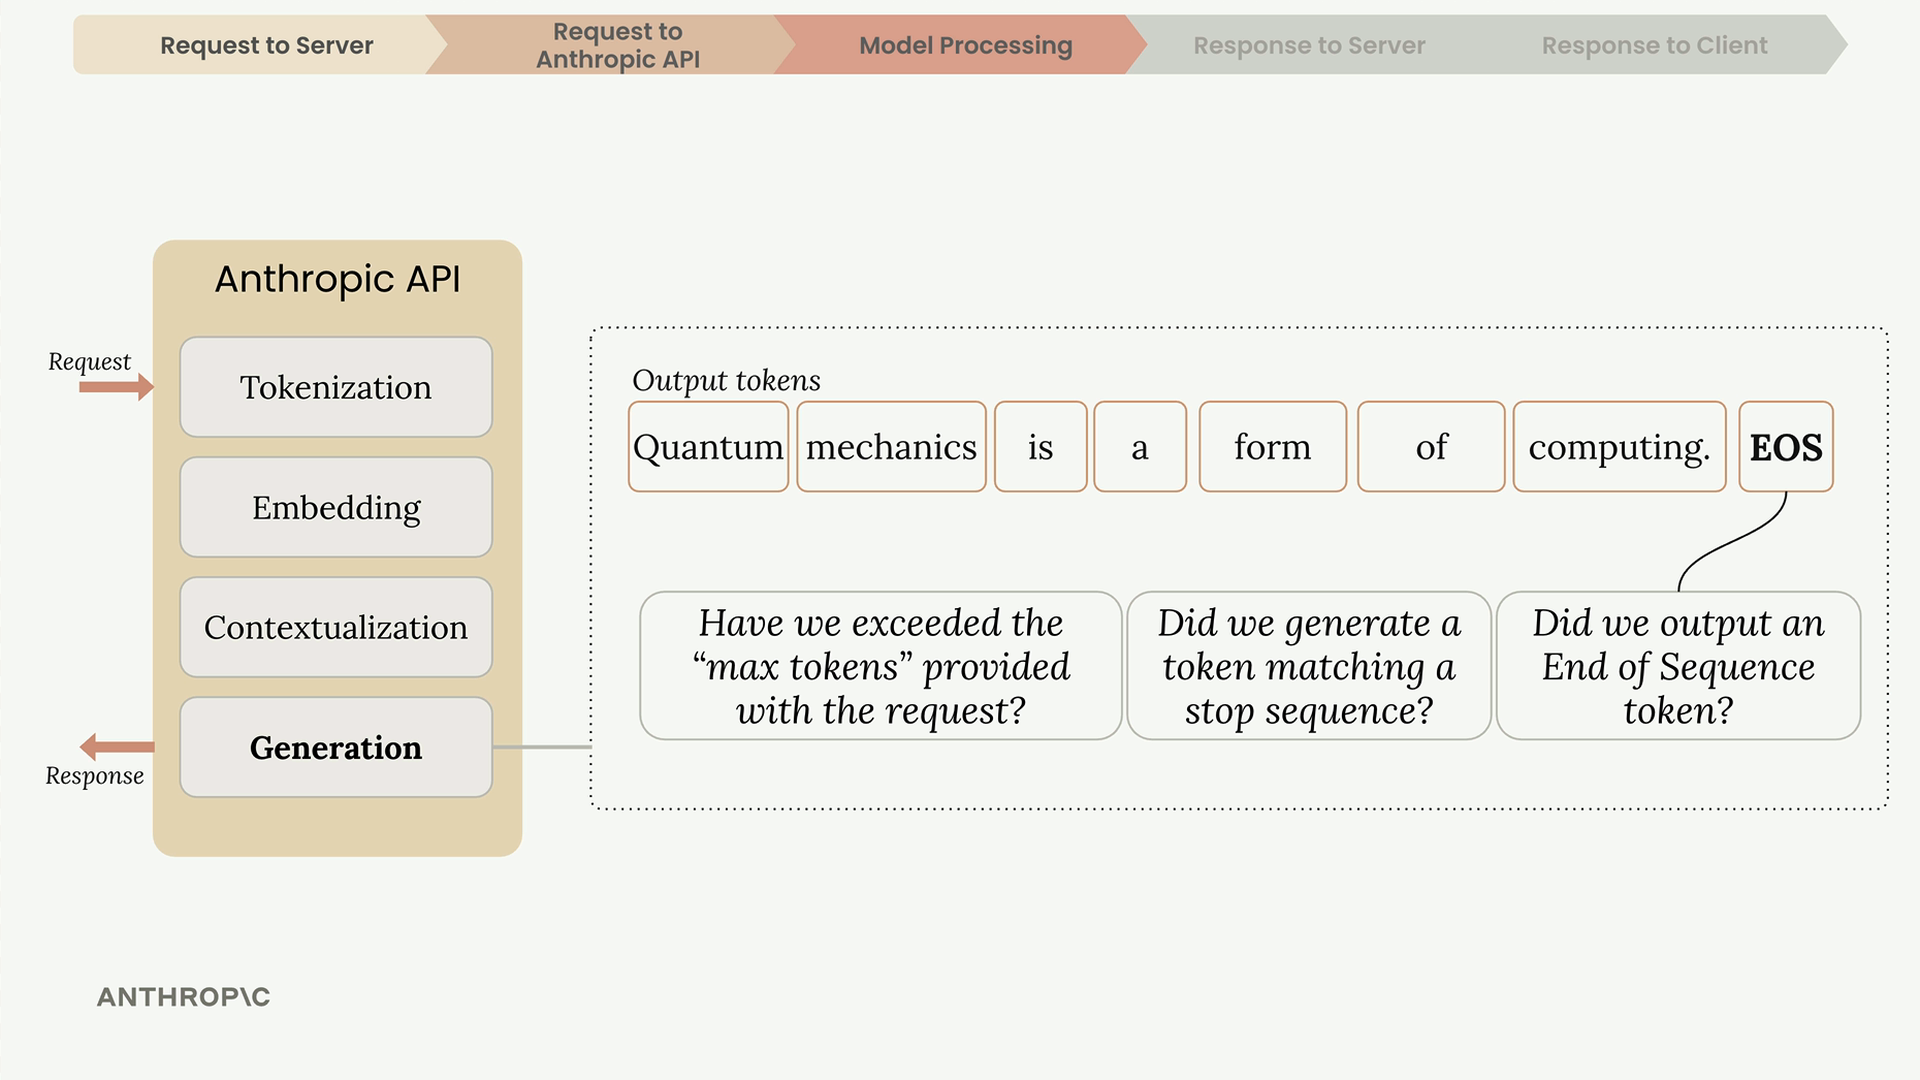 Request to Server
Request to
Anthropic API
Model Processing
Response to Server
Response to Client
Anthropic API
Request
Tokenization
Embedding
Contextualization
Generation
Response
Output tokens
Quantum mechanics is a form of computing. EOS
Have we exceeded the
“max tokens” provided
with the request?
Did we generate a
token matching a
stop sequence?
Did we output an
End of Sequence
token?
ANTHROP\C